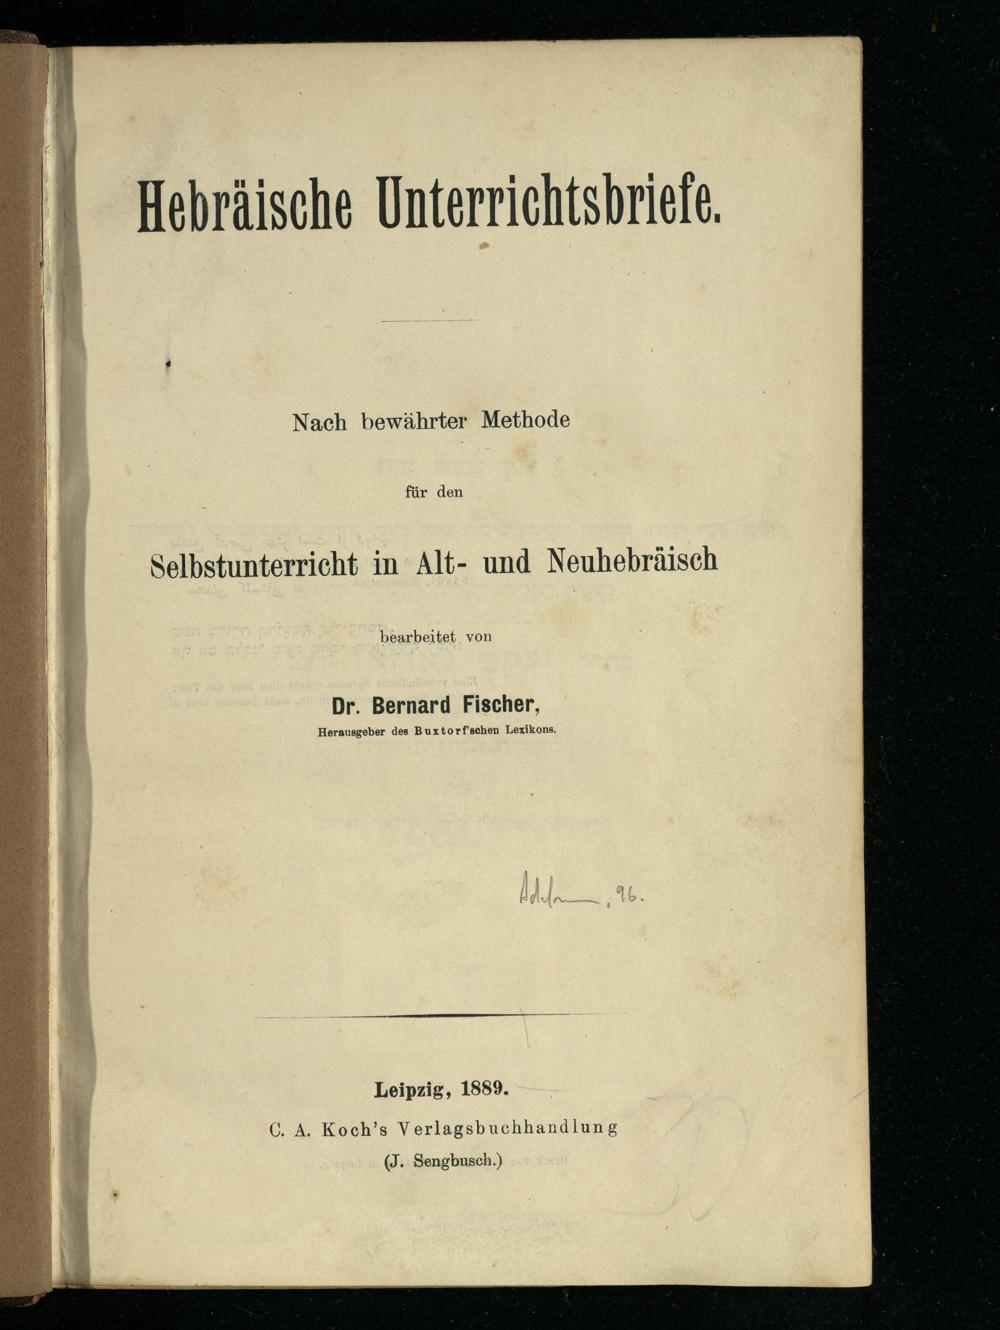 Hebräische Unterrichtsbriefe.
Nach bewährter Methode
für den
Selbstunterricht in Alt- und Neuhebräisch
bearbeitet von
Dr. Bernard Fischer,
Herausgeber des Buxtorf'schen Lexikons.
96.
Leipzig, 1889.
C. A. Koch's Verlagsbuchhandlung
(J. Sengbusch.)